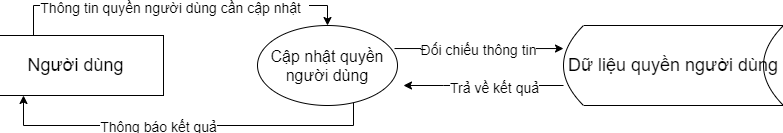 Thông tin quyền người dùng cần cập nhật
Người dùng
Cập nhật quyền
người dùng
Đối chiếu thông tin
Dữ liệu quyền người dùng
Trả về kết quả
Thông báo kết quả